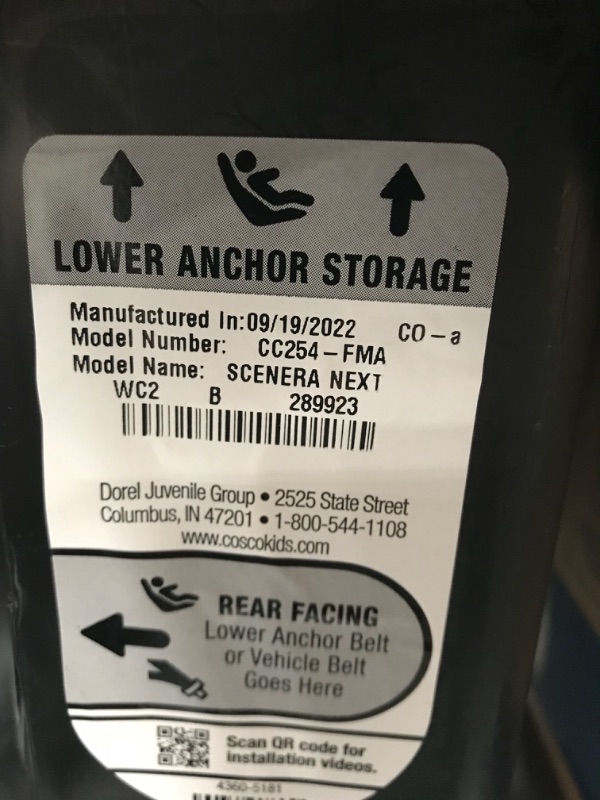 LOWER ANCHOR STORAGE
Manufactured In:09/19/2022 CO-a
Model Number: CC254-FMA
Model Name: SCENERA NEXT
WC2 B 289923
Dorel Juvenile Group • 2525 State Street
Columbus, IN 47201 • 1-800-544-1108
www.coscokids.com
REAR FACING
Lower Anchor Belt
or Vehicle Belt
Goes Here
Scan QR code for
installation videos.
4360-5181